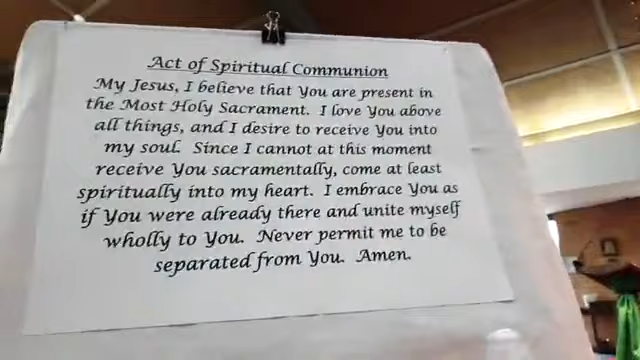 Act of Spiritual Communion
My Jesus, I believe that You are present in
the Most Holy Sacrament. I love You above
all things, and I desire to receive You into
my soul. Since I cannot at this moment
receive You sacramentally, come at least
spiritually into my heart. I embrace You as
if You were already there and unite myself
wholly to You. Never permit me to be
separated from You. Amen.